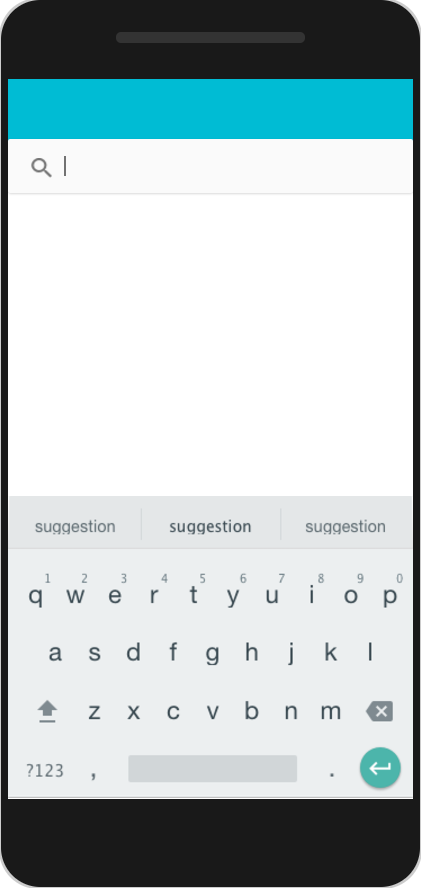 suggestion suggestion suggestion
1 2 3 4 5 6 7 8 9 0
q w e r t y u i o p
a s d f g h j k l
z x c v b n m
?123 , .